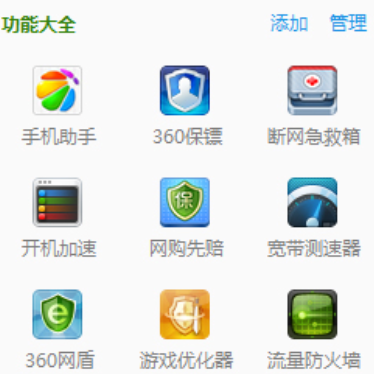 功能大全 添加 管理
手机助手 360保镖 断网急救箱
保
开机加速 网购先赔 宽带测速器
e
360网盾 游戏优化器 流量防火墙